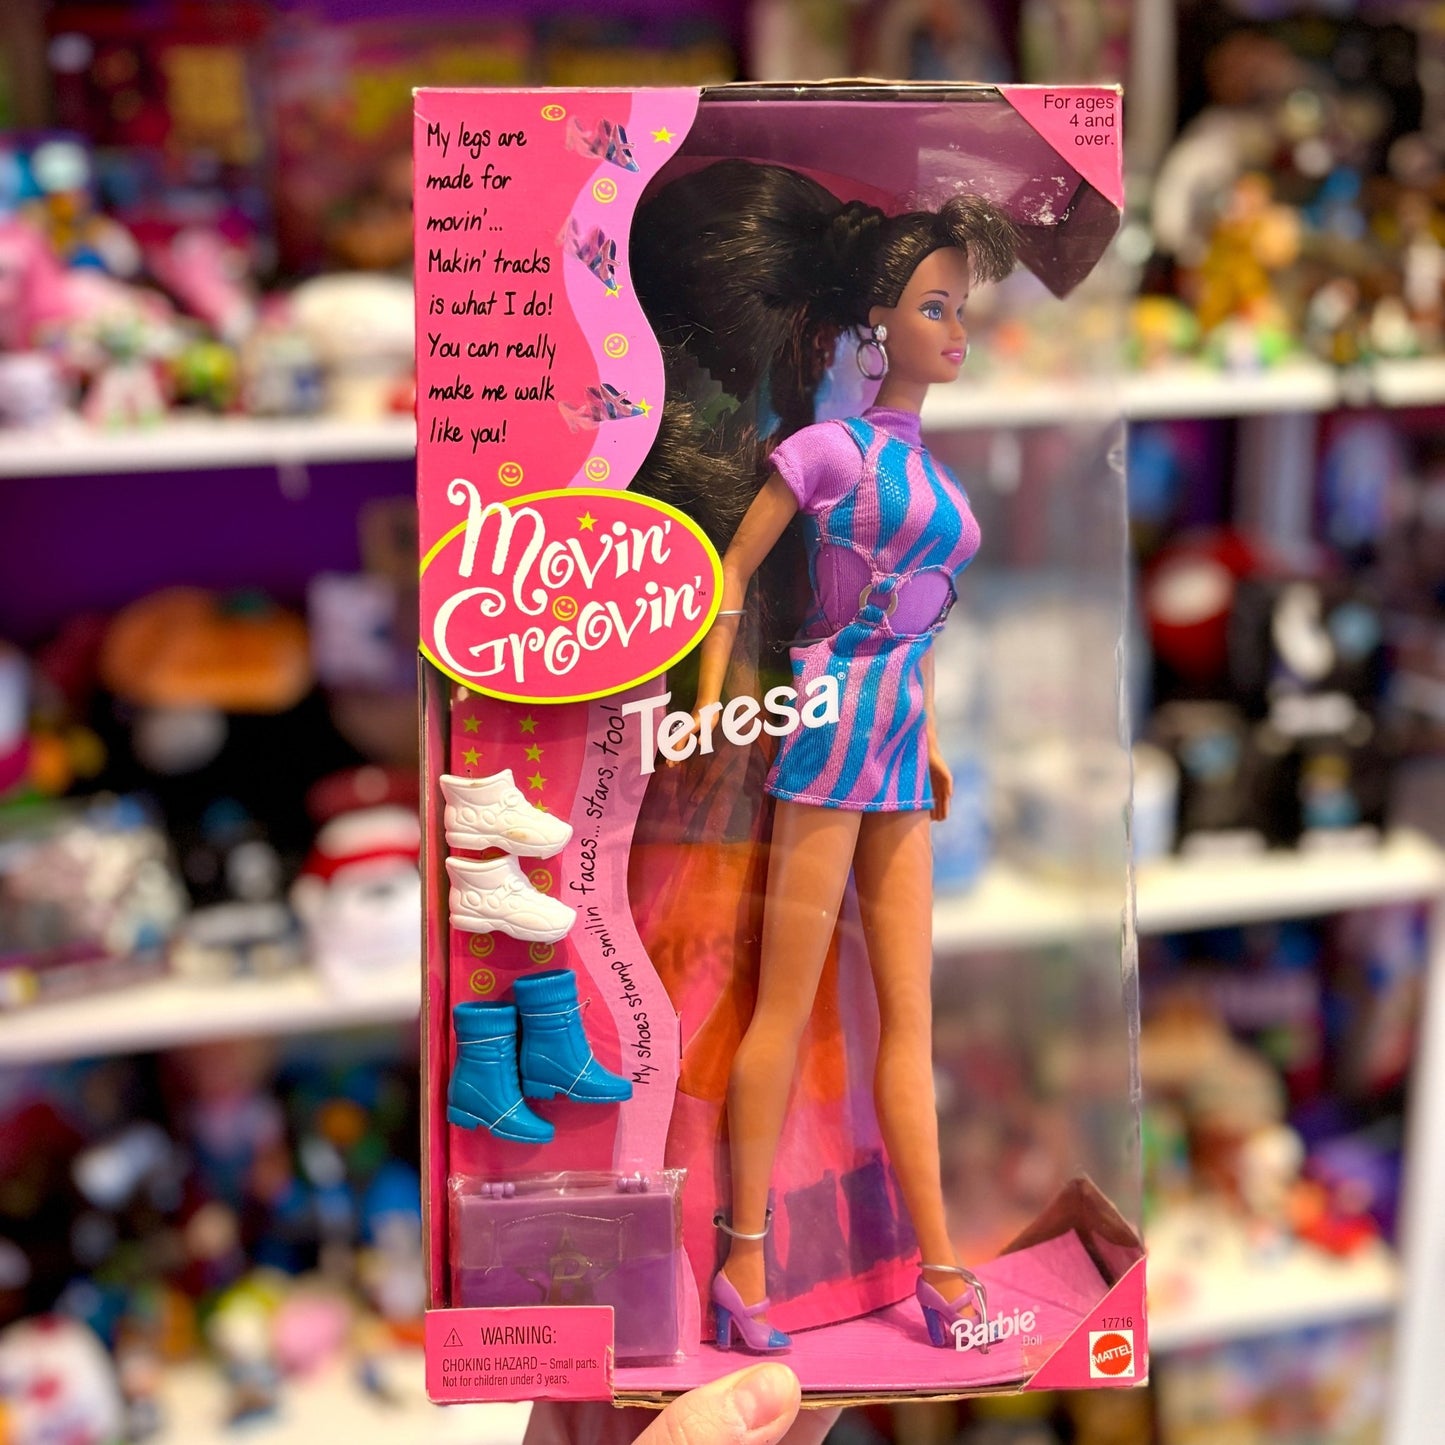 My legs are
made for
movin'...
Makin' tracks
is what I do!
You can really
make me walk
like you!
For ages
4 and
over.
Movin'
Groovin'™
Teresa®
My shoes stamp smilin' faces... stars, too!
B
⚠ WARNING:
CHOKING HAZARD – Small parts.
Not for children under 3 years.
Barbie®
Doll
17716
MATTEL
®